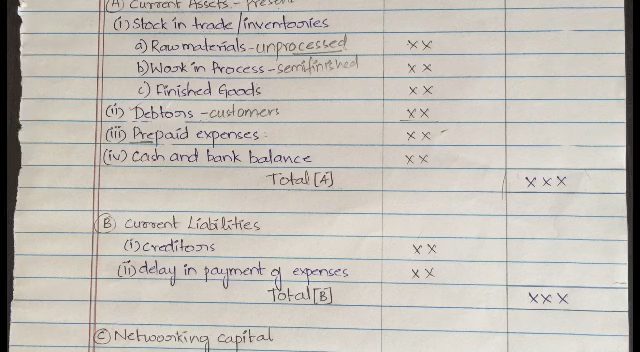 (A) Current Assets - Present
(i) Stock in trade/inventories
a) Raw materials - unprocessed xx
b) Work in Process - semifinished xx
c) Finished Goods xx
(ii) Debtors - customers xx
(iii) Prepaid expenses: xx
(iv) Cash and bank balance xx
Total [A] xxx
(B) Current Liabilities
(i) creditors xx
(ii) delay in payment of expenses xx
Total [B] xxx
(C) Networking capital